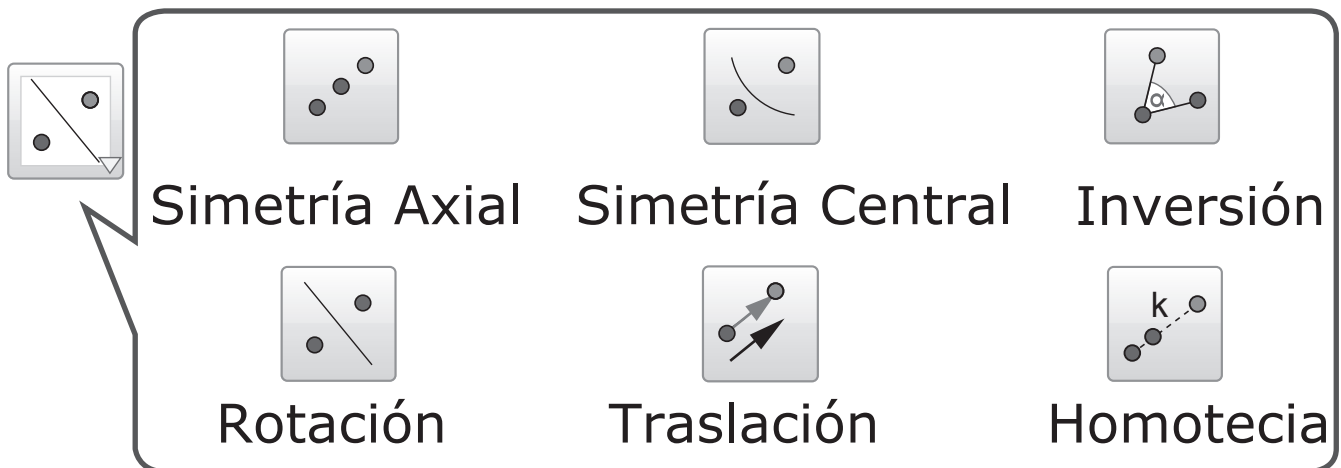 α
Simetría Axial Simetría Central Inversión
k
Rotación Traslación Homotecia